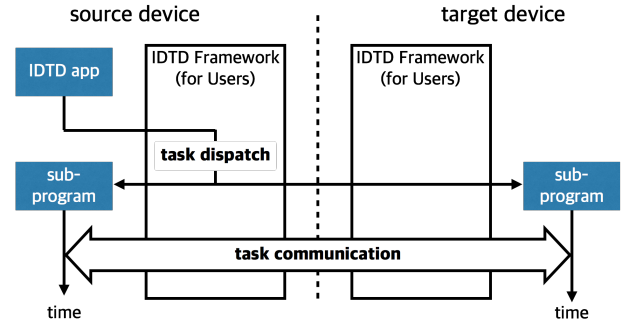 source device
target device
IDTD app
IDTD Framework
(for Users)
IDTD Framework
(for Users)
task dispatch
sub-
program
sub-
program
task communication
time
time